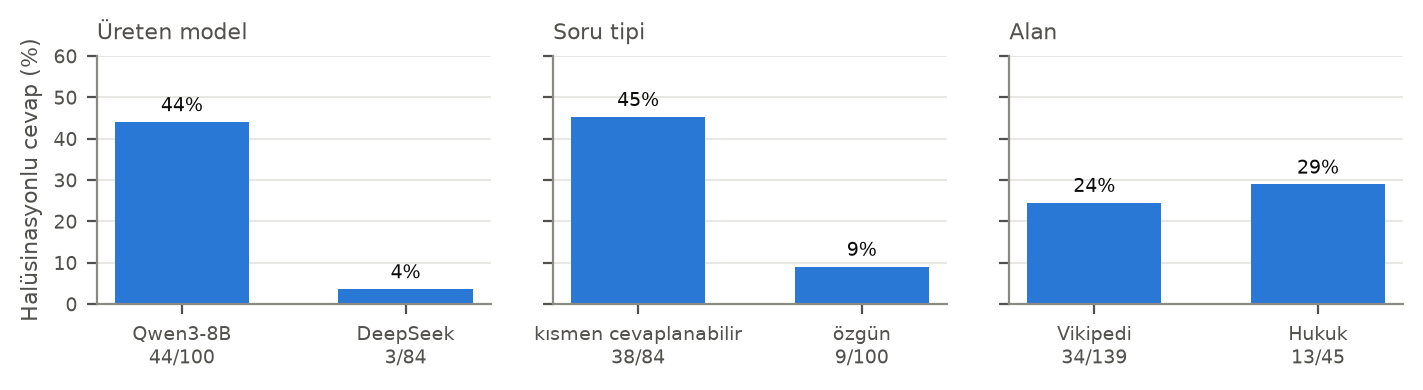 Üreten model
Soru tipi
Alan
Halüsinasyonlu cevap (%)
60
50
40
30
20
10
0
44%
4%
45%
9%
24%
29%
Qwen3-8B
44/100
DeepSeek
3/84
kısmen cevaplanabilir
38/84
özgün
9/100
Vikipedi
34/139
Hukuk
13/45